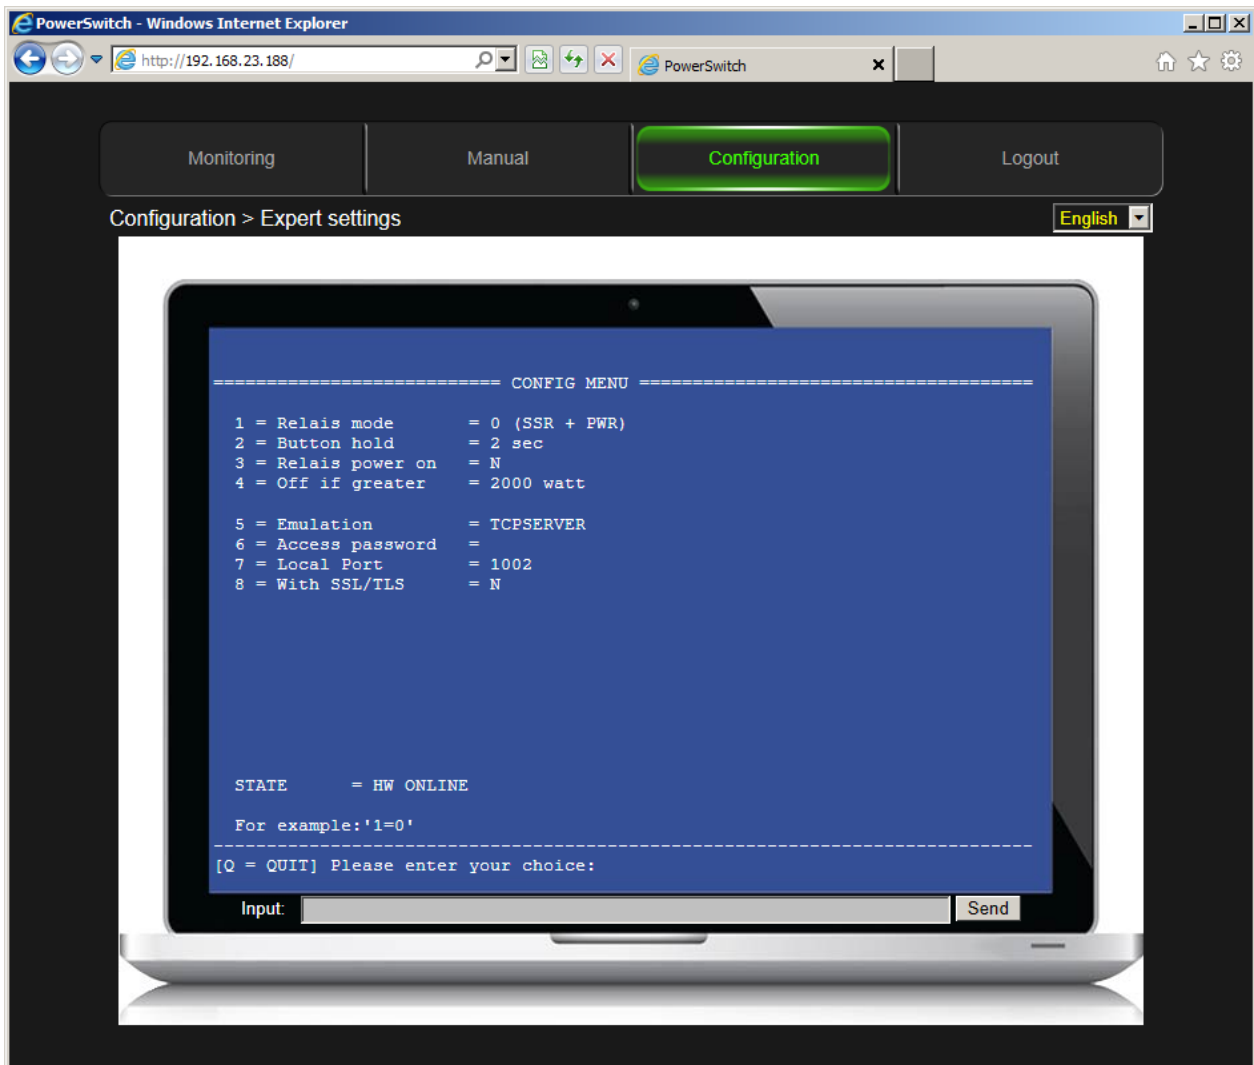 PowerSwitch - Windows Internet Explorer
http://192.168.23.188/
PowerSwitch
Monitoring Manual Configuration Logout
Configuration > Expert settings
English
=========================== CONFIG MENU =====================================
1 = Relais mode = 0 (SSR + PWR)
2 = Button hold = 2 sec
3 = Relais power on = N
4 = Off if greater = 2000 watt
5 = Emulation = TCPSERVER
6 = Access password =
7 = Local Port = 1002
8 = With SSL/TLS = N
STATE = HW ONLINE
For example:'1=0'
-----------------------------------------------------------------------------
[Q = QUIT] Please enter your choice:
Input:
Send